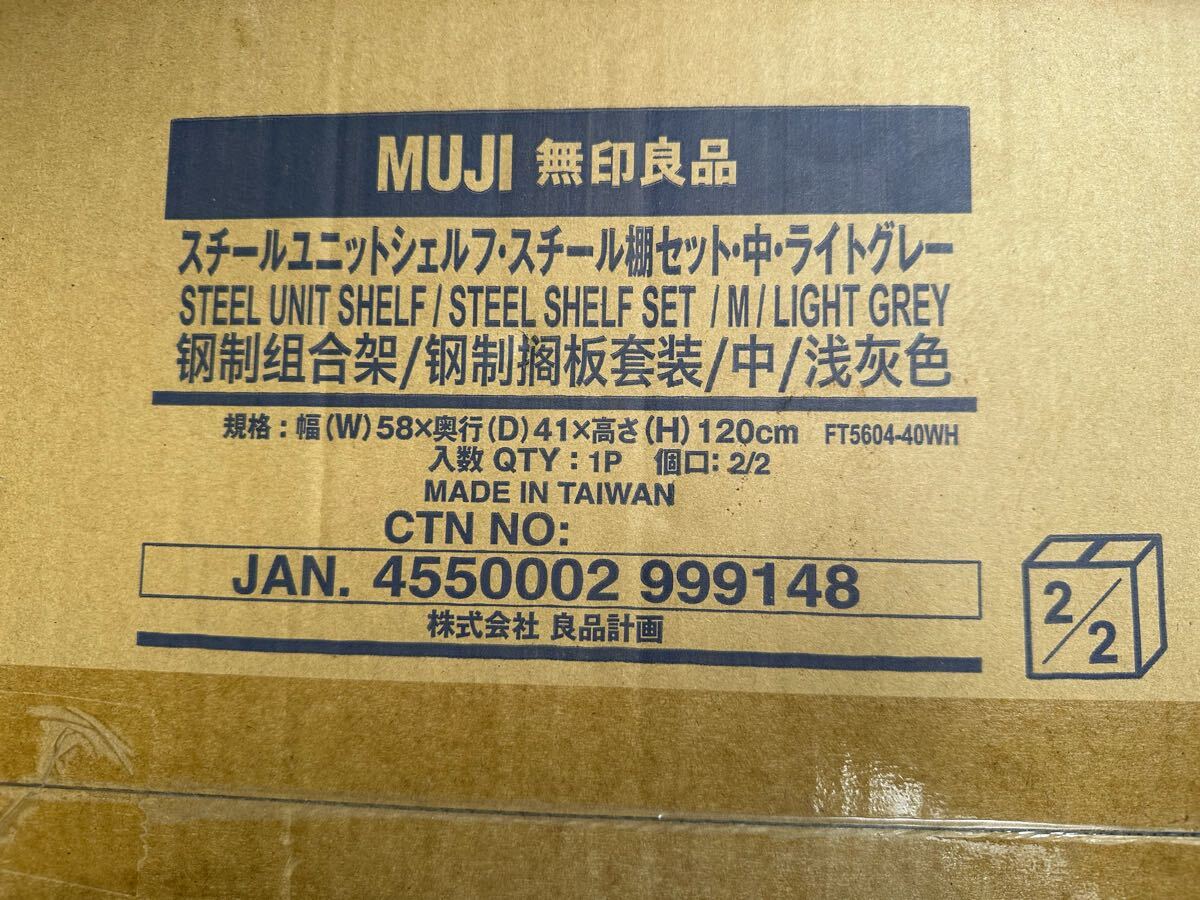 MUJI 無印良品
スチールユニットシェルフ・スチール棚セット・中・ライトグレー
STEEL UNIT SHELF / STEEL SHELF SET / M / LIGHT GREY
钢制组合架/钢制搁板套装/中/浅灰色
規格：幅(W)58×奥行(D)41×高さ(H)120cm FT5604-40WH
入数 QTY：1P 個口：2/2
MADE IN TAIWAN
CTN NO:
JAN. 4550002 999148
株式会社 良品計画
2/2